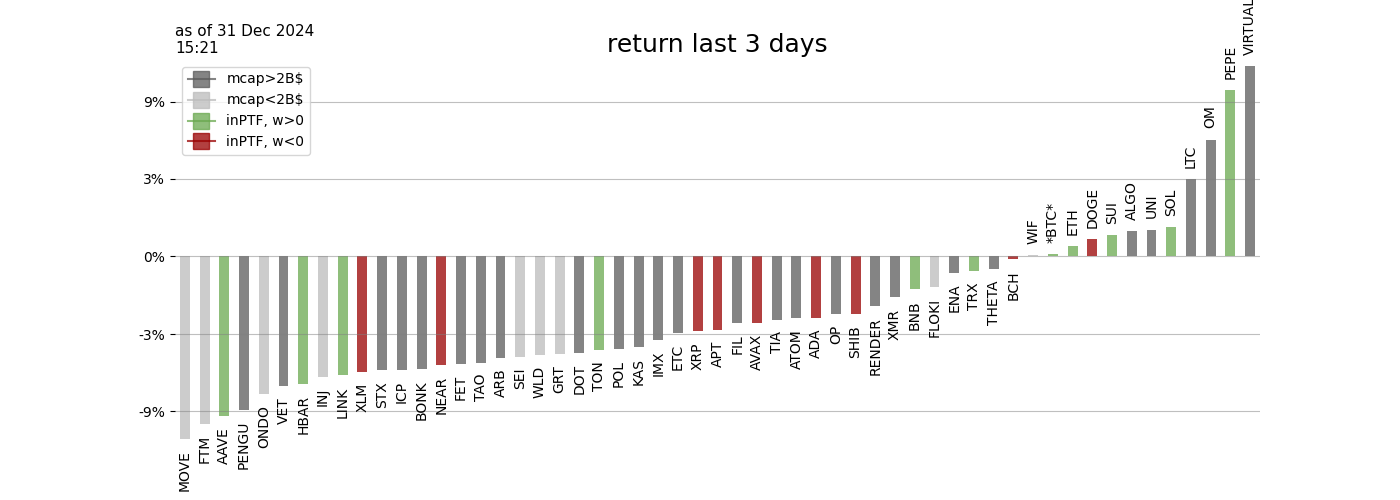 as of 31 Dec 2024
15:21
return last 3 days
mcap>2B$
mcap<2B$
inPTF, w>0
inPTF, w<0
9%
3%
0%
-3%
-9%
MOVE
FTM
AAVE
PENGU
ONDO
VET
HBAR
INJ
LINK
XLM
STX
ICP
BONK
NEAR
FET
TAO
ARB
SEI
WLD
GRT
DOT
TON
POL
KAS
IMX
ETC
XRP
APT
FIL
AVAX
TIA
ATOM
ADA
OP
SHIB
RENDER
XMR
BNB
FLOKI
ENA
TRX
THETA
BCH
WIF
*BTC*
ETH
DOGE
SUI
ALGO
UNI
SOL
LTC
OM
PEPE
VIRTUAL